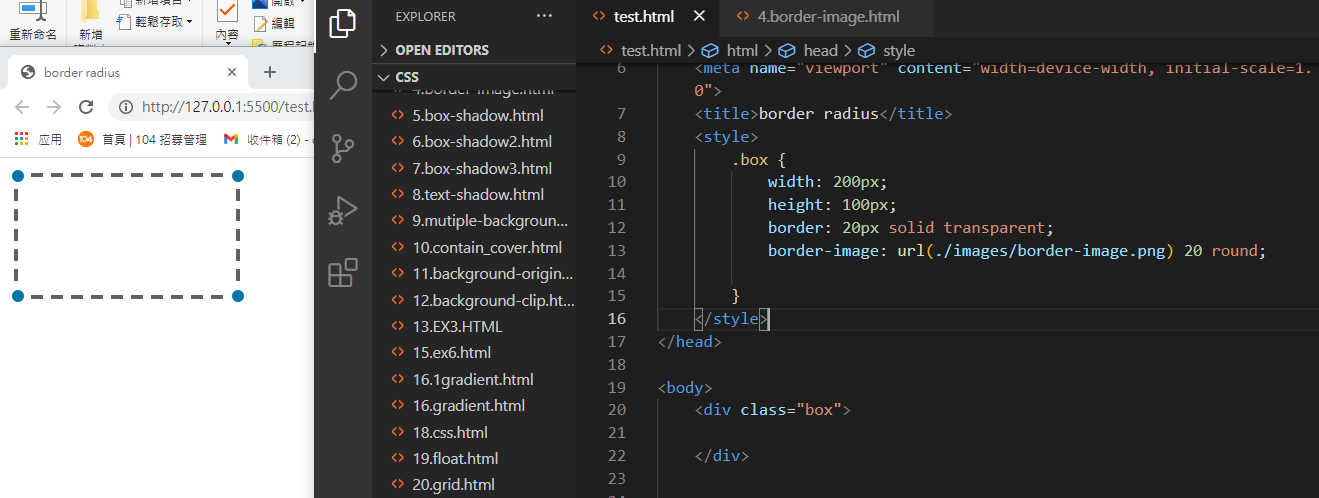 重新命名
新增
輕鬆存取
內容
編輯
border radius
http://127.0.0.1:5500/test.
应用
104
首頁 | 104 招募管理
收件箱 (2) -
EXPLORER
OPEN EDITORS
CSS
4.border-image.html
5.box-shadow.html
6.box-shadow2.html
7.box-shadow3.html
8.text-shadow.html
9.mutiple-backgroun...
10.contain_cover.html
11.background-origin...
12.background-clip.ht...
13.EX3.HTML
15.ex6.html
16.1gradient.html
16.gradient.html
18.css.html
19.float.html
20.grid.html
test.html
4.border-image.html
test.html > html > head > style
6 <meta name="viewport" content="width=device-width, initial-scale=1.
0">
7 <title>border radius</title>
8 <style>
9 .box {
10 width: 200px;
11 height: 100px;
12 border: 20px solid transparent;
13 border-image: url(./images/border-image.png) 20 round;
14
15 }
16 </style>
17 </head>
18
19 <body>
20 <div class="box">
21
22 </div>
23